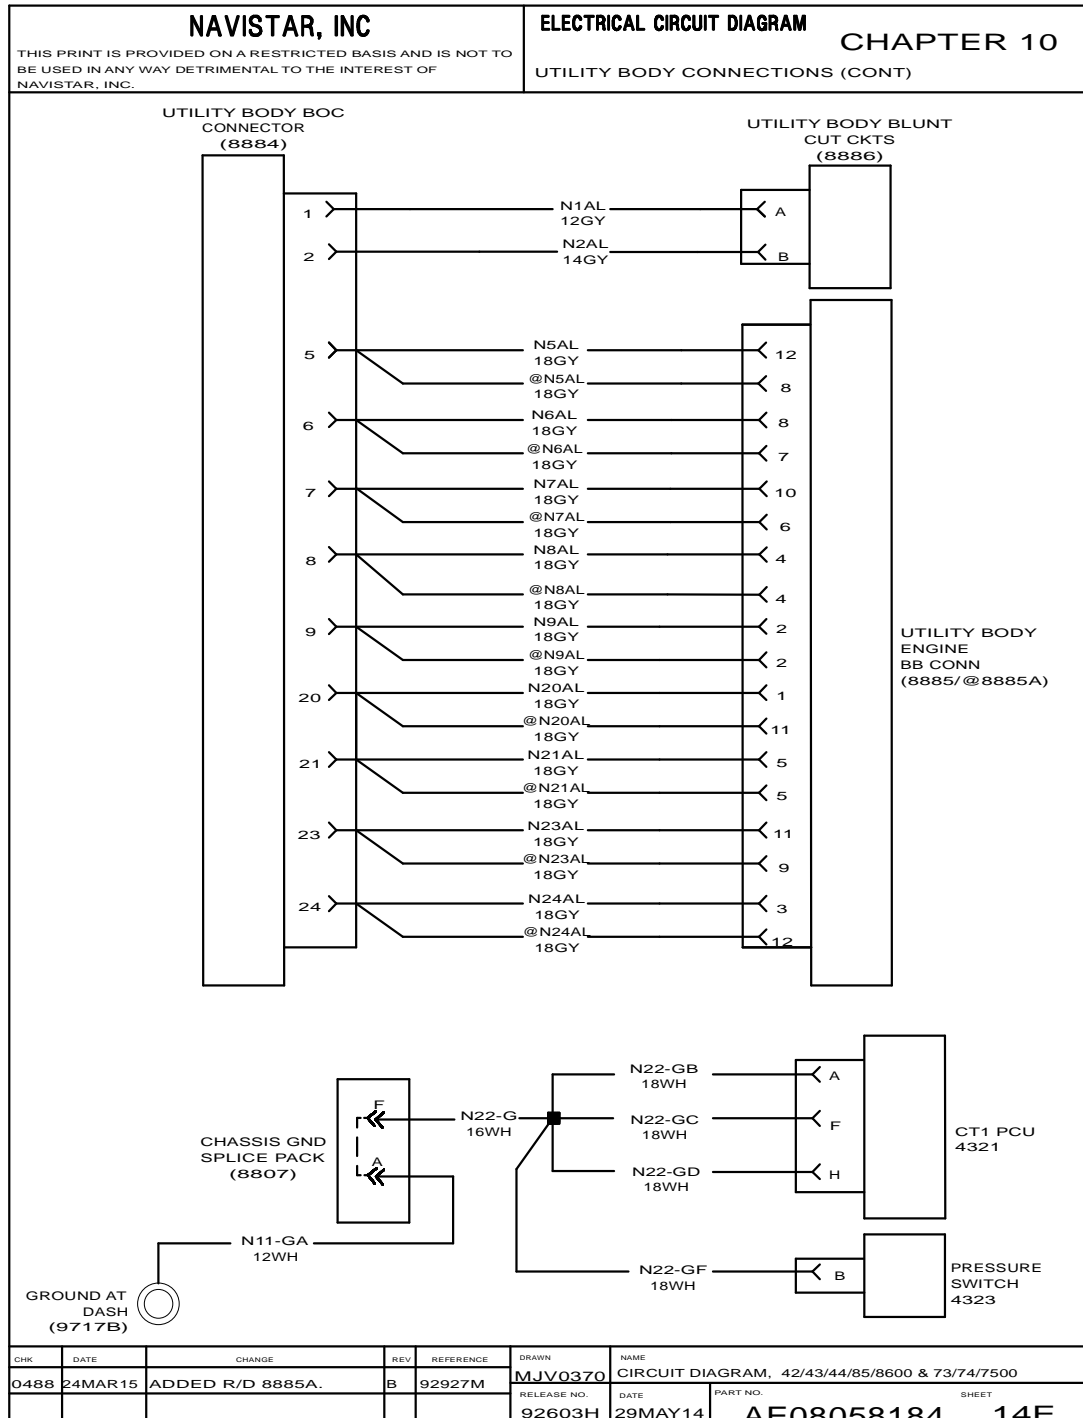 NAVISTAR, INC
THIS PRINT IS PROVIDED ON A RESTRICTED BASIS AND IS NOT TO
BE USED IN ANY WAY DETRIMENTAL TO THE INTEREST OF
NAVISTAR, INC.
ELECTRICAL CIRCUIT DIAGRAM
CHAPTER 10
UTILITY BODY CONNECTIONS (CONT)
UTILITY BODY BOC
CONNECTOR
(8884)
UTILITY BODY BLUNT
CUT CKTS
(8886)
1 N1AL A
12GY
2 N2AL B
14GY
5 N5AL 12
18GY
@N5AL 8
18GY
6 N6AL 8
18GY
@N6AL 7
18GY
7 N7AL 10
18GY
@N7AL 6
18GY
8 N8AL 4
18GY
@N8AL 4
18GY
9 N9AL 2
18GY
@N9AL 2
18GY
20 N20AL 1
18GY
@N20AL 11
18GY
21 N21AL 5
18GY
@N21AL 5
18GY
23 N23AL 11
18GY
@N23AL 9
18GY
24 N24AL 3
18GY
@N24AL 12
18GY
UTILITY BODY
ENGINE
BB CONN
(8885/@8885A)
CHASSIS GND
SPLICE PACK
(8807)
F
A
N22-G
16WH
N22-GB A
18WH
N22-GC F
18WH
N22-GD H
18WH
CT1 PCU
4321
N22-GF B
18WH
PRESSURE
SWITCH
4323
N11-GA
12WH
GROUND AT
DASH
(9717B)
CHK DATE CHANGE REV REFERENCE
0488 24MAR15 ADDED R/D 8885A. B 92927M
DRAWN
MJV0370
NAME
CIRCUIT DIAGRAM, 42/43/44/85/8600 & 73/74/7500
RELEASE NO.
92603H
DATE
29MAY14
PART NO.
AE08058184
SHEET
14E